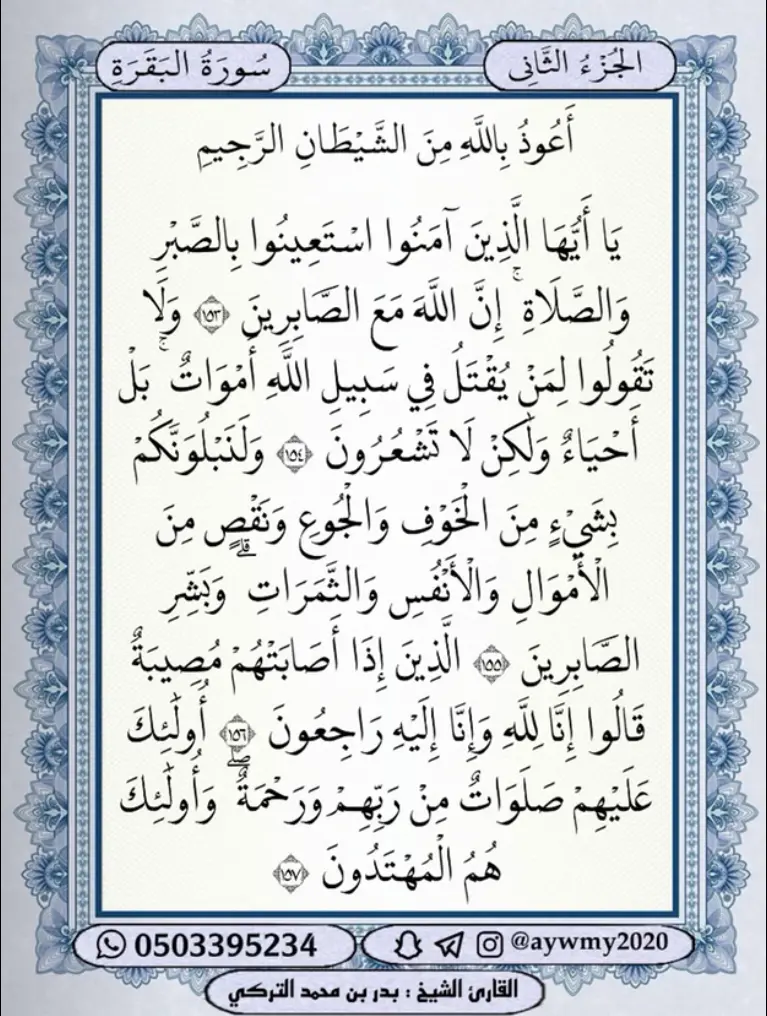 الجُزْءُ الثَّانِى
سُورَةُ البَقَرَةِ
أَعُوذُ بِاللَّهِ مِنَ الشَّيْطَانِ الرَّجِيمِ
يَا أَيُّهَا الَّذِينَ آمَنُوا اسْتَعِينُوا بِالصَّبْرِ
وَالصَّلَاةِ ۚ إِنَّ اللَّهَ مَعَ الصَّابِرِينَ ﴿١٥٣﴾ وَلَا
تَقُولُوا لِمَنْ يُقْتَلُ فِي سَبِيلِ اللَّهِ أَمْوَاتٌ ۚ بَلْ
أَحْيَاءٌ وَلَٰكِنْ لَا تَشْعُرُونَ ﴿١٥٤﴾ وَلَنَبْلُوَنَّكُمْ
بِشَيْءٍ مِنَ الْخَوْفِ وَالْجُوعِ وَنَقْصٍ مِنَ
الْأَمْوَالِ وَالْأَنْفُسِ وَالثَّمَرَاتِ ۗ وَبَشِّرِ
الصَّابِرِينَ ﴿١٥٥﴾ الَّذِينَ إِذَا أَصَابَتْهُمْ مُصِيبَةٌ
قَالُوا إِنَّا لِلَّهِ وَإِنَّا إِلَيْهِ رَاجِعُونَ ﴿١٥٦﴾ أُولَٰئِكَ
عَلَيْهِمْ صَلَوَاتٌ مِنْ رَبِّهِمْ وَرَحْمَةٌ ۖ وَأُولَٰئِكَ
هُمُ الْمُهْتَدُونَ ﴿١٥٧﴾
0503395234
@aywmy2020
القارئ الشيخ : بدر بن محمد التركي